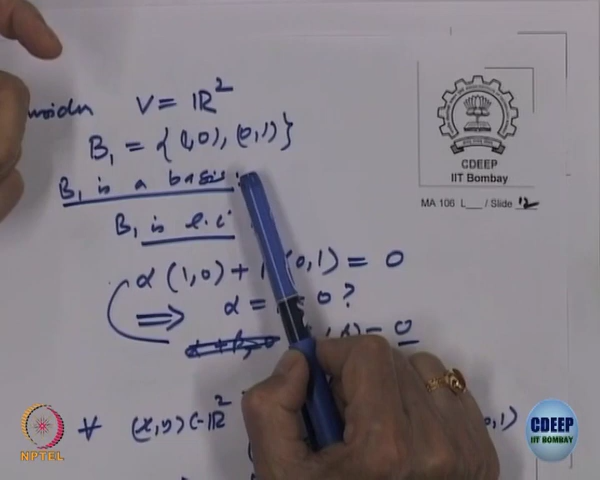 V = ℝ²
B₁ = {(1,0), (0,1)}
B₁ is a basis
B₁ is l.i
α(1,0) + (0,1) = 0
⟹ α = 0 ?
= 0
∀ (x,y) ∈ ℝ²
,1)
CDEEP
IIT Bombay
MA 106 L___ / Slide 12
NPTEL
CDEEP
IIT BOMBAY